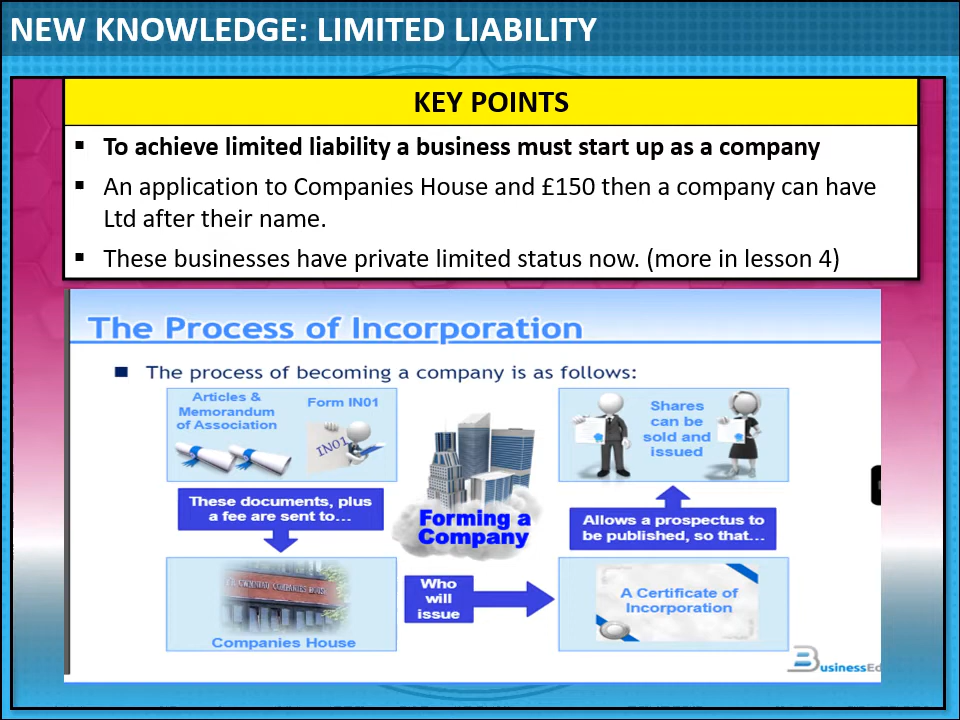 NEW KNOWLEDGE: LIMITED LIABILITY
KEY POINTS
▪ To achieve limited liability a business must start up as a company
▪ An application to Companies House and £150 then a company can have
Ltd after their name.
▪ These businesses have private limited status now. (more in lesson 4)
The Process of Incorporation
■ The process of becoming a company is as follows:
Articles &
Memorandum
of Association
Form IN01
IN01
These documents, plus
a fee are sent to...
Companies House
Forming a
Company
Who
will
issue
A Certificate of
Incorporation
Allows a prospectus to
be published, so that...
Shares
can be
sold and
issued
BusinessEd